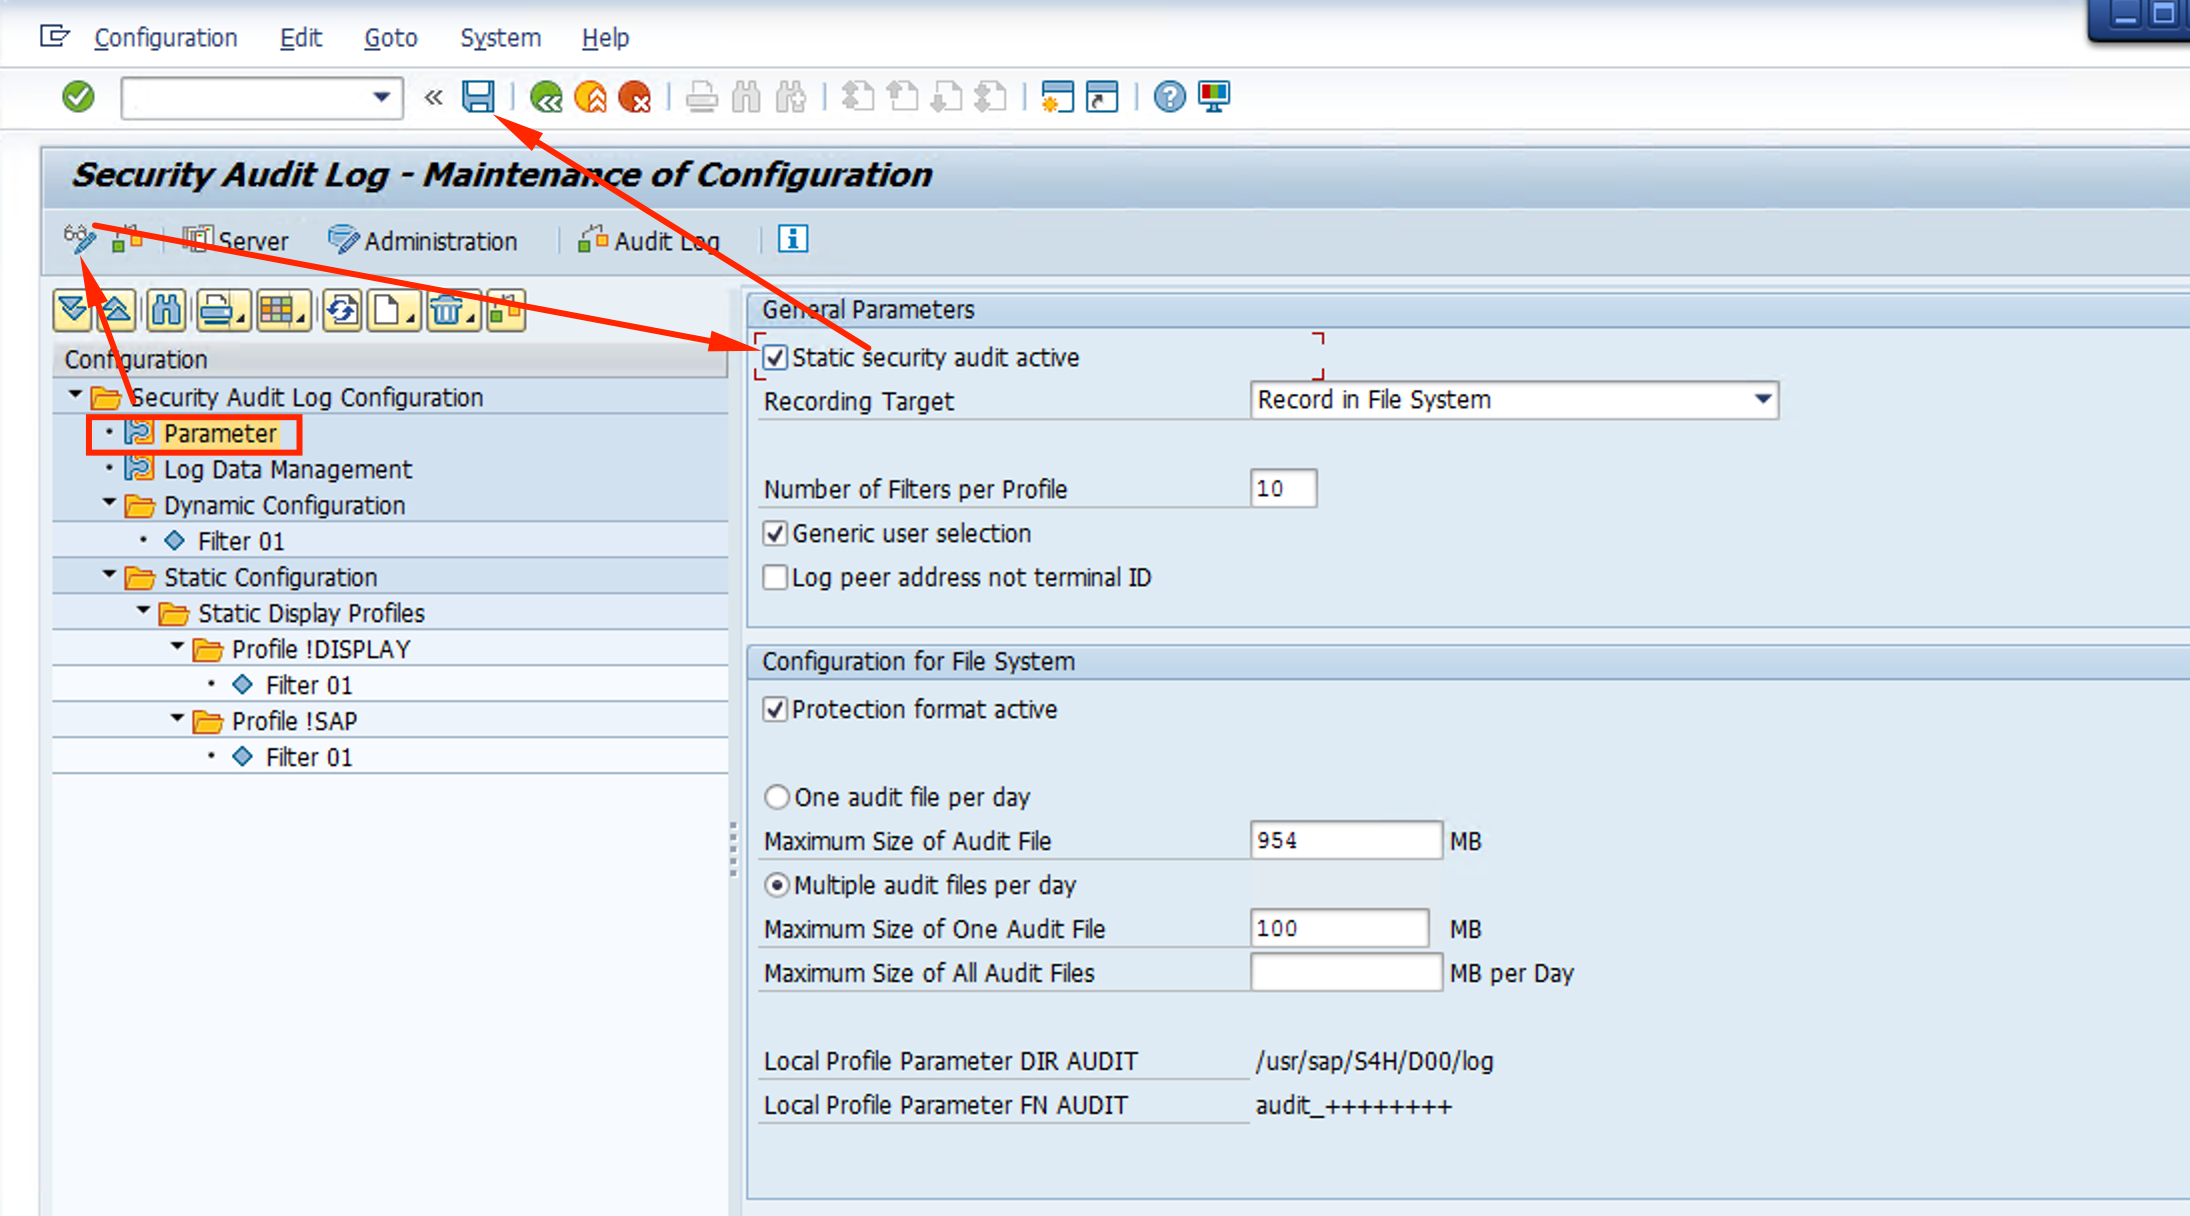 Configuration Edit Goto System Help
Security Audit Log - Maintenance of Configuration
Server Administration Audit Log
Configuration
Security Audit Log Configuration
Parameter
Log Data Management
Dynamic Configuration
Filter 01
Static Configuration
Static Display Profiles
Profile !DISPLAY
Filter 01
Profile !SAP
Filter 01
General Parameters
Static security audit active
Recording Target Record in File System
Number of Filters per Profile 10
Generic user selection
Log peer address not terminal ID
Configuration for File System
Protection format active
One audit file per day
Maximum Size of Audit File 954 MB
Multiple audit files per day
Maximum Size of One Audit File 100 MB
Maximum Size of All Audit Files MB per Day
Local Profile Parameter DIR AUDIT /usr/sap/S4H/D00/log
Local Profile Parameter FN AUDIT audit_++++++++